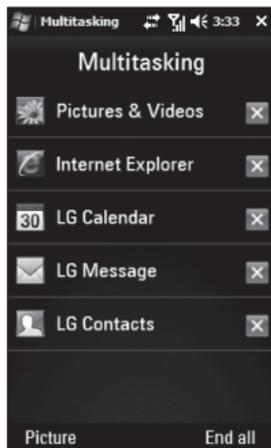 Multitasking 3:33
Multitasking
Pictures & Videos
Internet Explorer
30 LG Calendar
LG Message
LG Contacts
Picture End all